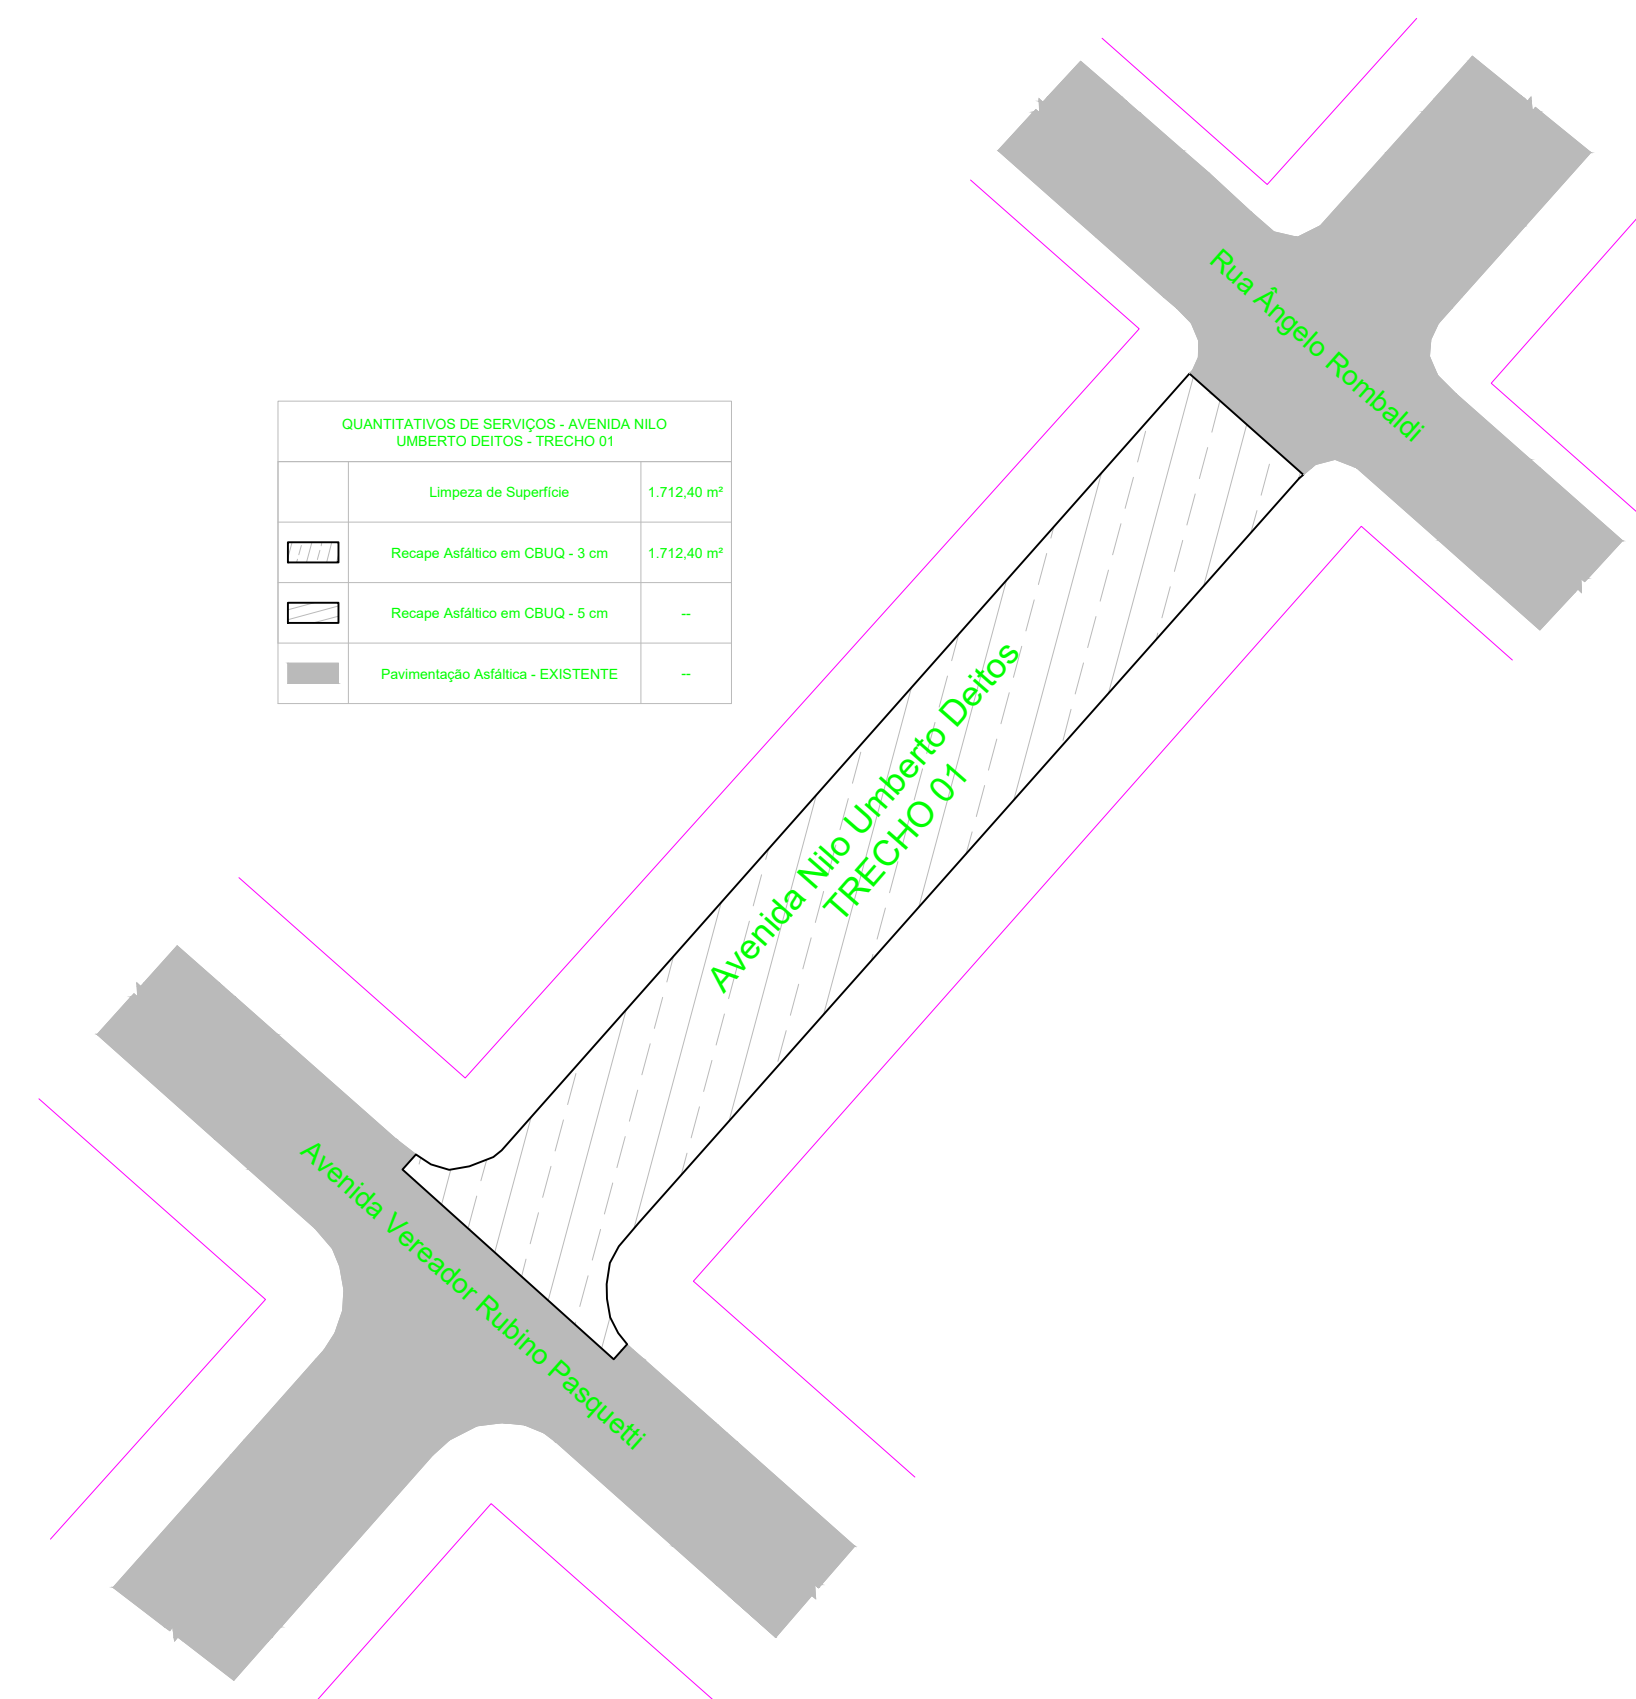 Rua Ângelo Rombaldi
QUANTITATIVOS DE SERVIÇOS - AVENIDA NILO
UMBERTO DEITOS - TRECHO 01
Limpeza de Superfície 1.712,40 m²
Recape Asfáltico em CBUQ - 3 cm 1.712,40 m²
Recape Asfáltico em CBUQ - 5 cm --
Pavimentação Asfáltica - EXISTENTE --
Avenida Nilo Umberto Deitos
TRECHO 01
Avenida Vereador Rubino Pasquetti